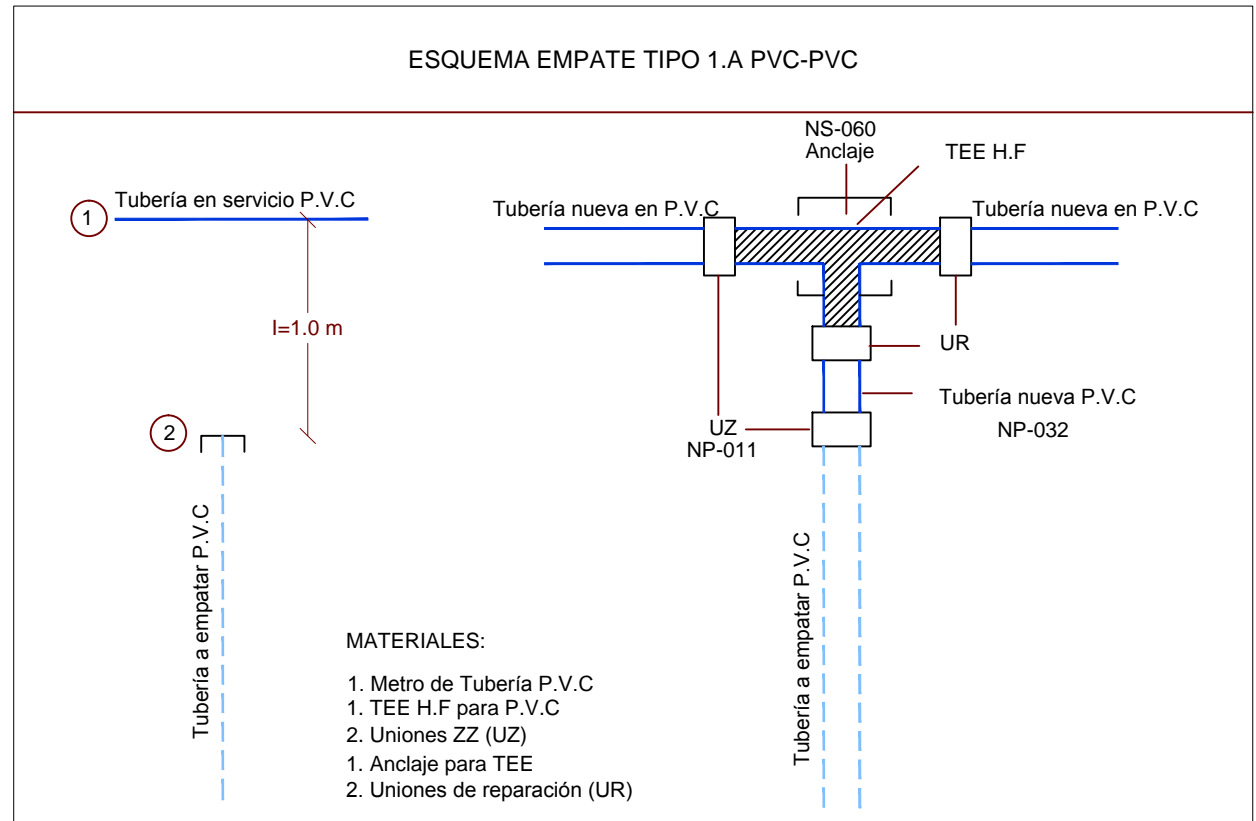 ESQUEMA EMPATE TIPO 1.A PVC-PVC
1
Tubería en servicio P.V.C
l=1.0 m
2
Tubería a empatar P.V.C
NS-060
Anclaje
TEE H.F
Tubería nueva en P.V.C
Tubería nueva en P.V.C
UR
Tubería nueva P.V.C
NP-032
UZ
NP-011
Tubería a empatar P.V.C
MATERIALES:
1. Metro de Tubería P.V.C
1. TEE H.F para P.V.C
2. Uniones ZZ (UZ)
1. Anclaje para TEE
2. Uniones de reparación (UR)